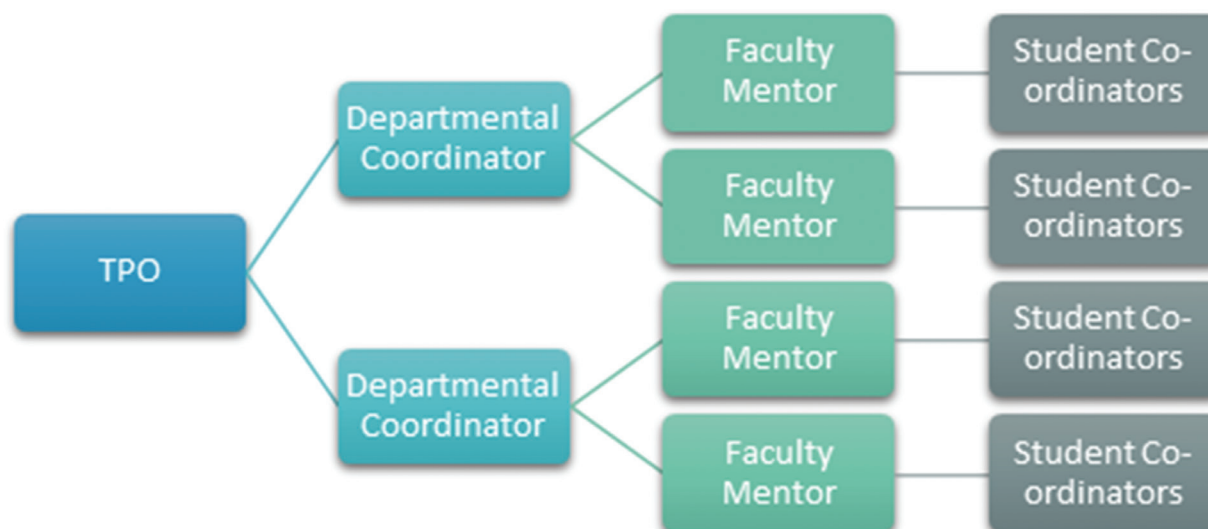 TPO
Departmental
Coordinator
Departmental
Coordinator
Faculty
Mentor
Faculty
Mentor
Faculty
Mentor
Faculty
Mentor
Student Co-
ordinators
Student Co-
ordinators
Student Co-
ordinators
Student Co-
ordinators